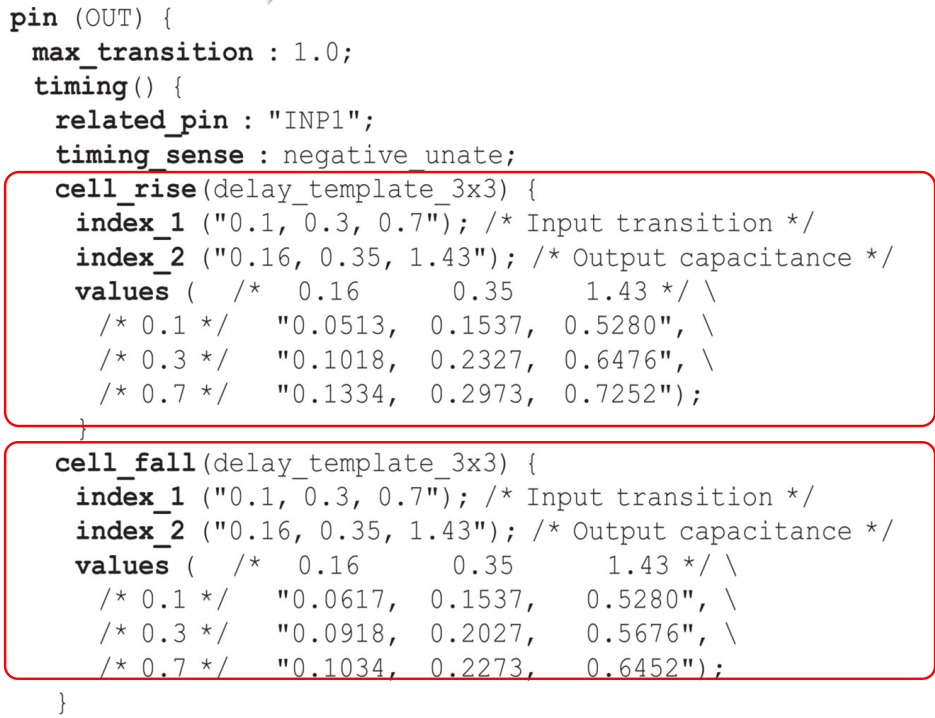 pin (OUT) {
max_transition : 1.0;
timing() {
related_pin : "INP1";
timing_sense : negative_unate;
cell_rise(delay_template_3x3) {
index_1 ("0.1, 0.3, 0.7"); /* Input transition */
index_2 ("0.16, 0.35, 1.43"); /* Output capacitance */
values ( /* 0.16 0.35 1.43 */ \
/* 0.1 */ "0.0513, 0.1537, 0.5280", \
/* 0.3 */ "0.1018, 0.2327, 0.6476", \
/* 0.7 */ "0.1334, 0.2973, 0.7252");
}
cell_fall(delay_template_3x3) {
index_1 ("0.1, 0.3, 0.7"); /* Input transition */
index_2 ("0.16, 0.35, 1.43"); /* Output capacitance */
values ( /* 0.16 0.35 1.43 */ \
/* 0.1 */ "0.0617, 0.1537, 0.5280", \
/* 0.3 */ "0.0918, 0.2027, 0.5676", \
/* 0.7 */ "0.1034, 0.2273, 0.6452");
}